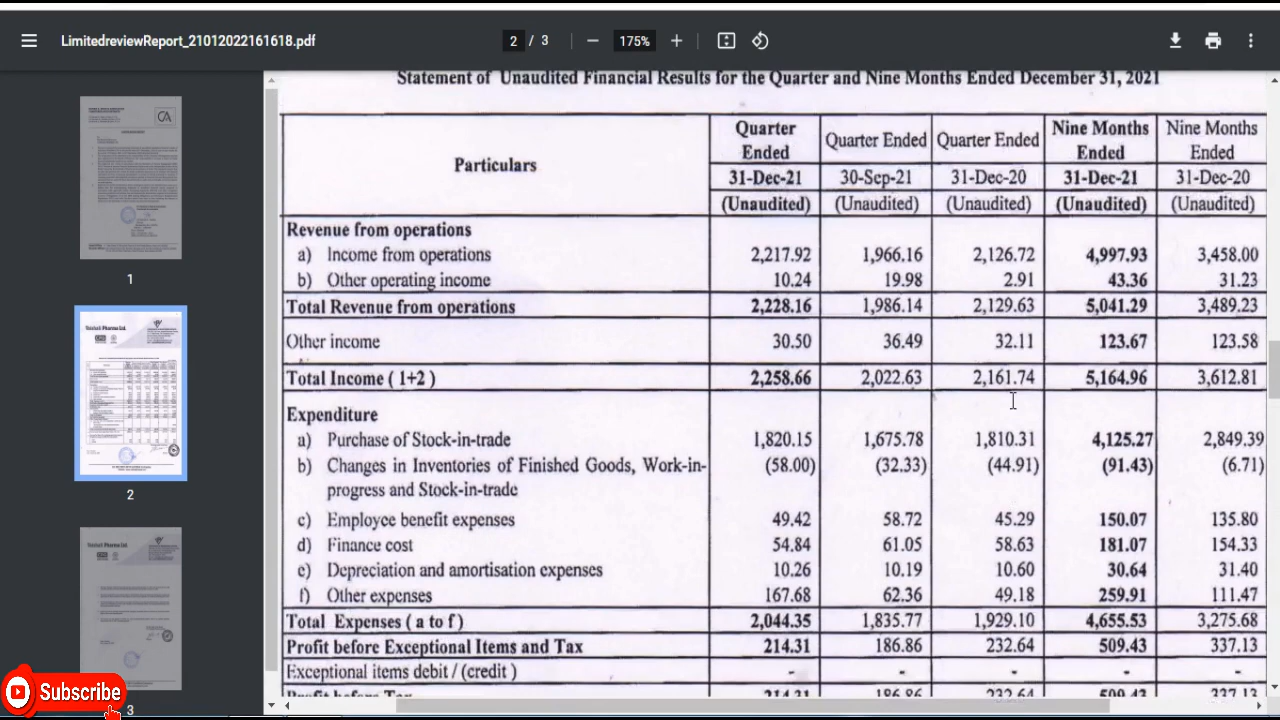 LimitedreviewReport_21012022161618.pdf
2 / 3
175%
Statement of Unaudited Financial Results for the Quarter and Nine Months Ended December 31, 2021
Particulars Quarter Ended Quarter Ended Quarter Ended Nine Months Ended Nine Months Ended
31-Dec-21 30-Sep-21 31-Dec-20 31-Dec-21 31-Dec-20
(Unaudited) (Unaudited) (Unaudited) (Unaudited) (Unaudited)
Revenue from operations
a) Income from operations 2,217.92 1,966.16 2,126.72 4,997.93 3,458.00
b) Other operating income 10.24 19.98 2.91 43.36 31.23
Total Revenue from operations 2,228.16 1,986.14 2,129.63 5,041.29 3,489.23
Other income 30.50 36.49 32.11 123.67 123.58
Total Income ( 1+2 ) 2,258.66 2,022.63 2,161.74 5,164.96 3,612.81
Expenditure
a) Purchase of Stock-in-trade 1,820.15 1,675.78 1,810.31 4,125.27 2,849.39
b) Changes in Inventories of Finished Goods, Work-in- (58.00) (32.33) (44.91) (91.43) (6.71)
progress and Stock-in-trade
c) Employee benefit expenses 49.42 58.72 45.29 150.07 135.80
d) Finance cost 54.84 61.05 58.63 181.07 154.33
e) Depreciation and amortisation expenses 10.26 10.19 10.60 30.64 31.40
f) Other expenses 167.68 62.36 49.18 259.91 111.47
Total Expenses ( a to f ) 2,044.35 1,835.77 1,929.10 4,655.53 3,275.68
Profit before Exceptional Items and Tax 214.31 186.86 232.64 509.43 337.13
Exceptional items debit / (credit ) - - - - -
Profit before Tax 214.31 186.86 232.64 509.43 337.13
1
2
3
CA
Subscribe